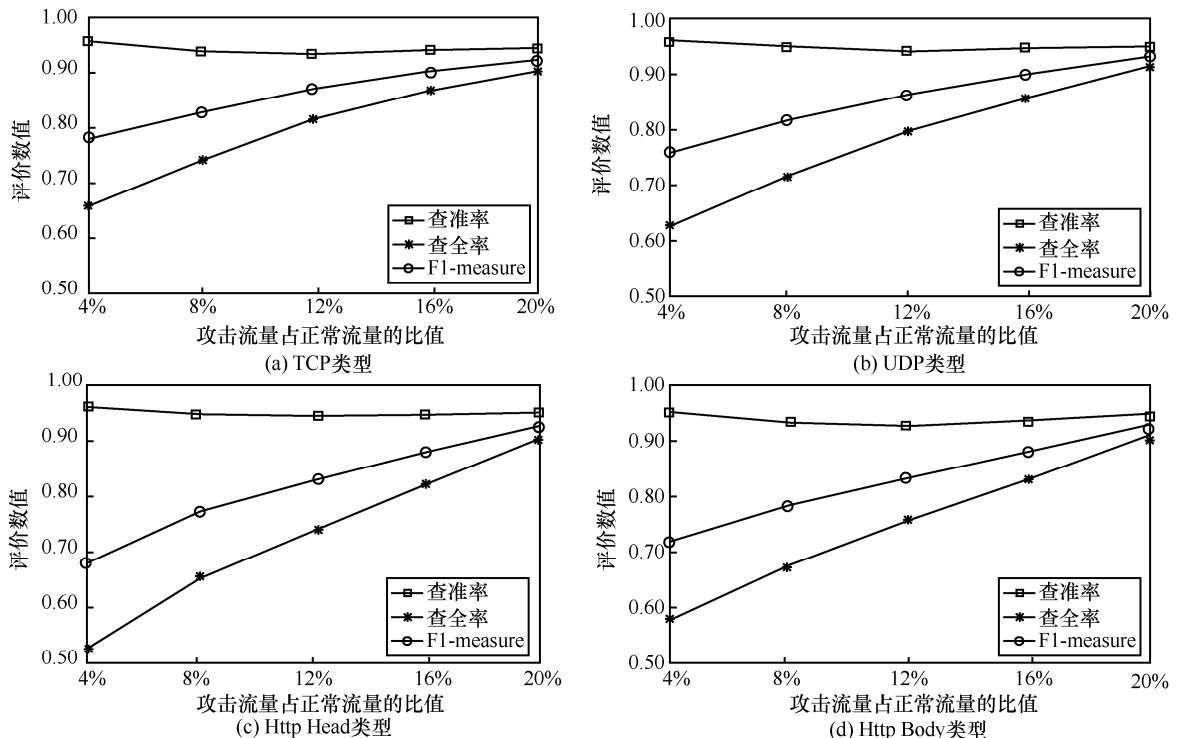 1.00
0.90
0.80
0.70
0.60
0.50
评价数值
4% 8% 12% 16% 20%
查准率
查全率
F1-measure
攻击流量占正常流量的比值
(a) TCP类型
1.00
0.90
0.80
0.70
0.60
0.50
评价数值
4% 8% 12% 16% 20%
查准率
查全率
F1-measure
攻击流量占正常流量的比值
(b) UDP类型
1.00
0.90
0.80
0.70
0.60
0.50
评价数值
4% 8% 12% 16% 20%
查准率
查全率
F1-measure
攻击流量占正常流量的比值
(c) Http Head类型
1.00
0.90
0.80
0.70
0.60
0.50
评价数值
4% 8% 12% 16% 20%
查准率
查全率
F1-measure
攻击流量占正常流量的比值
(d) Http Body类型